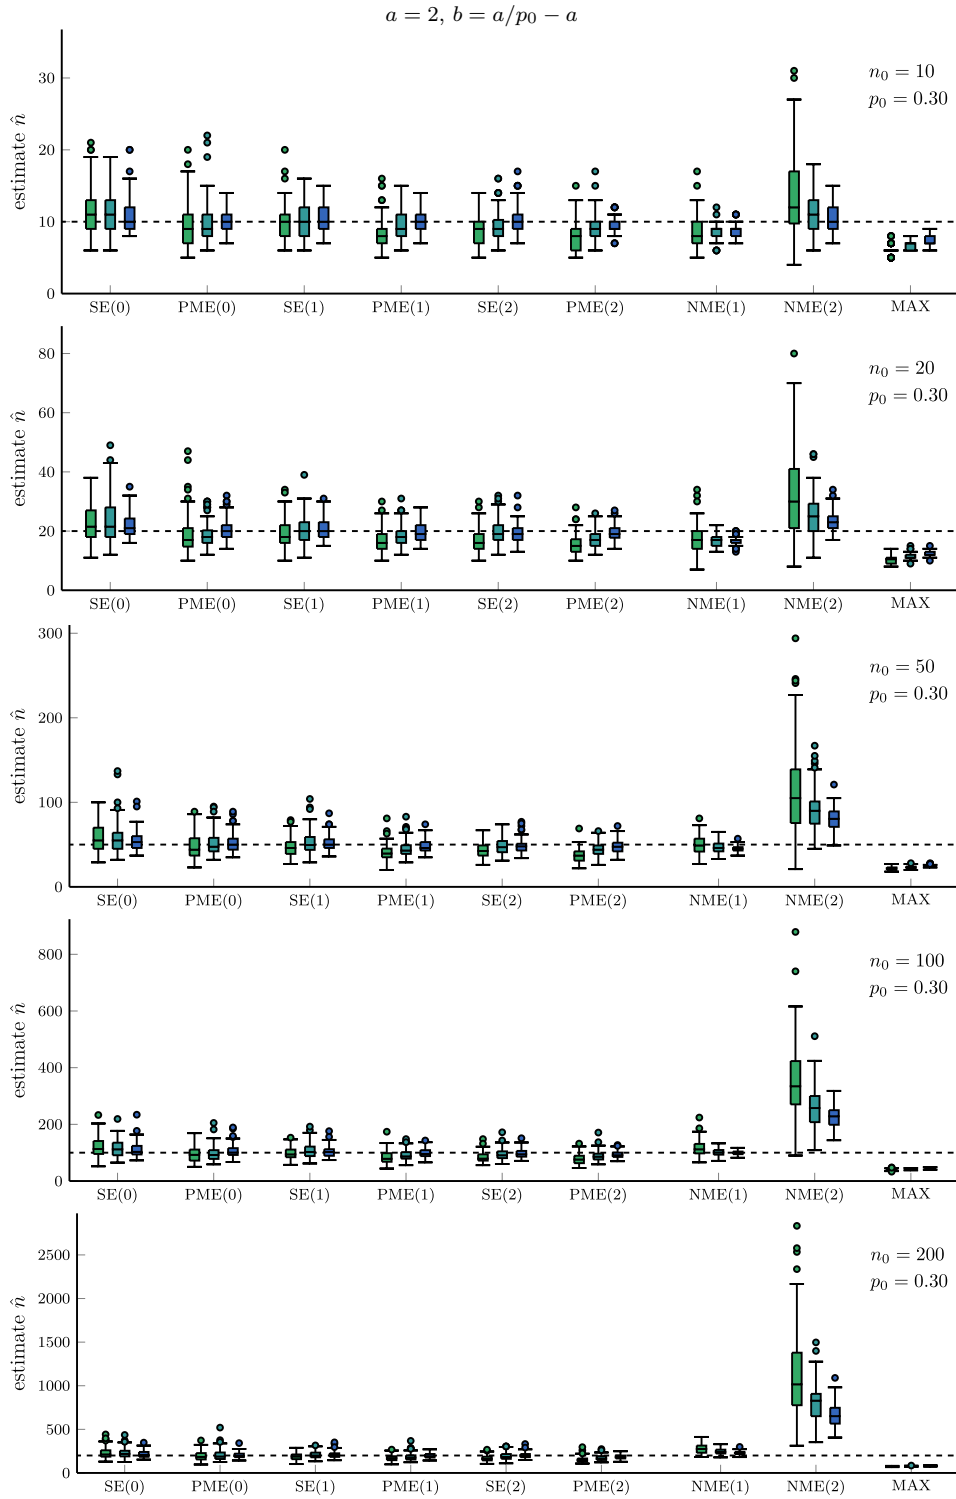 a = 2, b = a/p₀ − a
30
20
10
0
estimate n̂
n₀ = 10
p₀ = 0.30
SE(0) PME(0) SE(1) PME(1) SE(2) PME(2) NME(1) NME(2) MAX
80
60
40
20
0
estimate n̂
n₀ = 20
p₀ = 0.30
SE(0) PME(0) SE(1) PME(1) SE(2) PME(2) NME(1) NME(2) MAX
300
200
100
0
estimate n̂
n₀ = 50
p₀ = 0.30
SE(0) PME(0) SE(1) PME(1) SE(2) PME(2) NME(1) NME(2) MAX
800
600
400
200
0
estimate n̂
n₀ = 100
p₀ = 0.30
SE(0) PME(0) SE(1) PME(1) SE(2) PME(2) NME(1) NME(2) MAX
2500
2000
1500
1000
500
0
estimate n̂
n₀ = 200
p₀ = 0.30
SE(0) PME(0) SE(1) PME(1) SE(2) PME(2) NME(1) NME(2) MAX